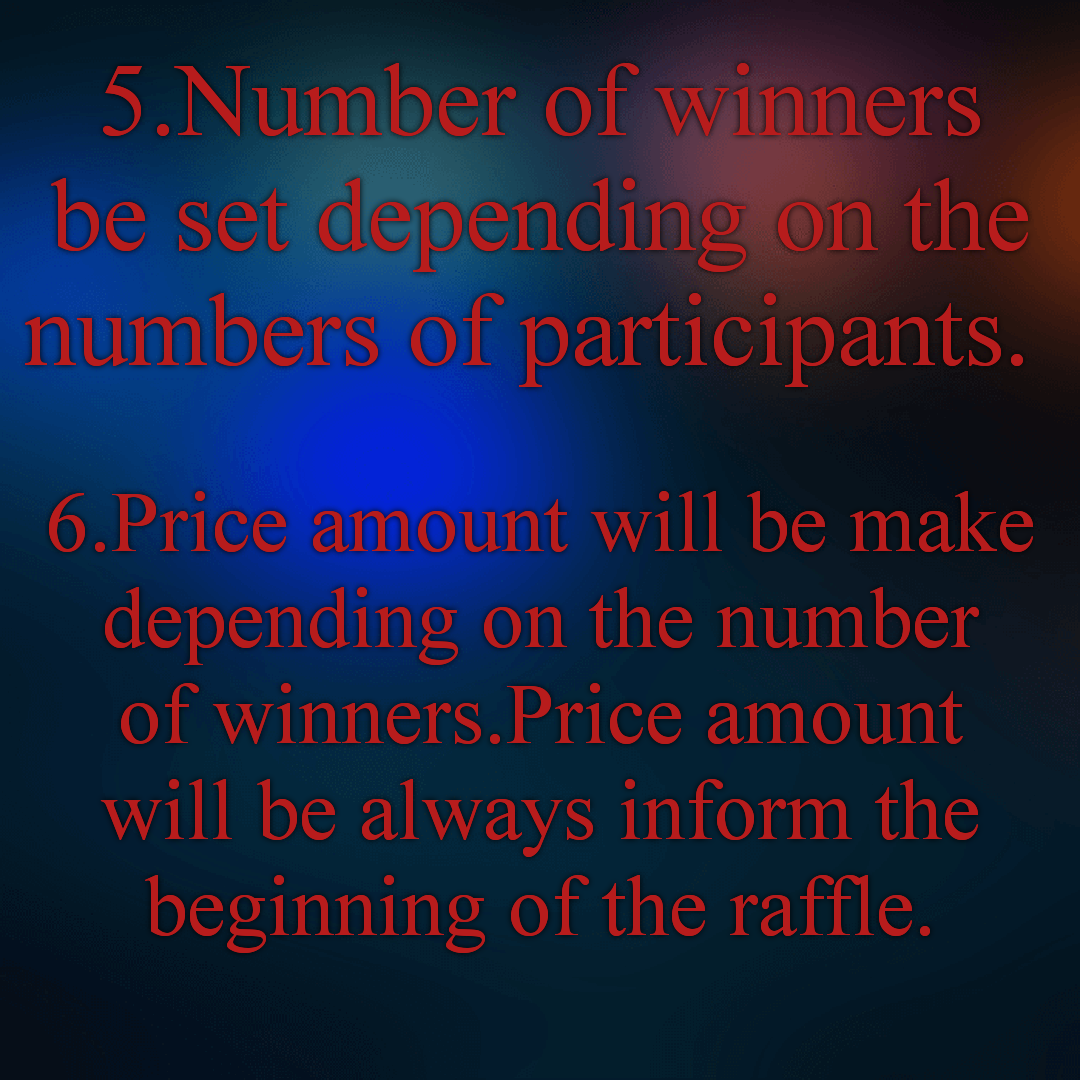 5.Number of winners
be set depending on the
numbers of participants.
6.Price amount will be make
depending on the number
of winners.Price amount
will be always inform the
beginning of the raffle.